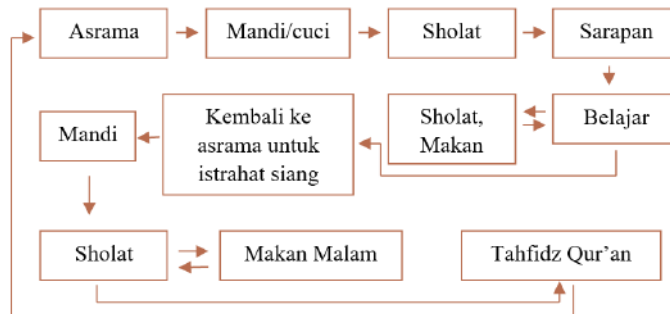 Asrama
Mandi/cuci
Sholat
Sarapan
Belajar
Sholat,
Makan
Kembali ke
asrama untuk
istrahat siang
Mandi
Sholat
Makan Malam
Tahfidz Qur’an